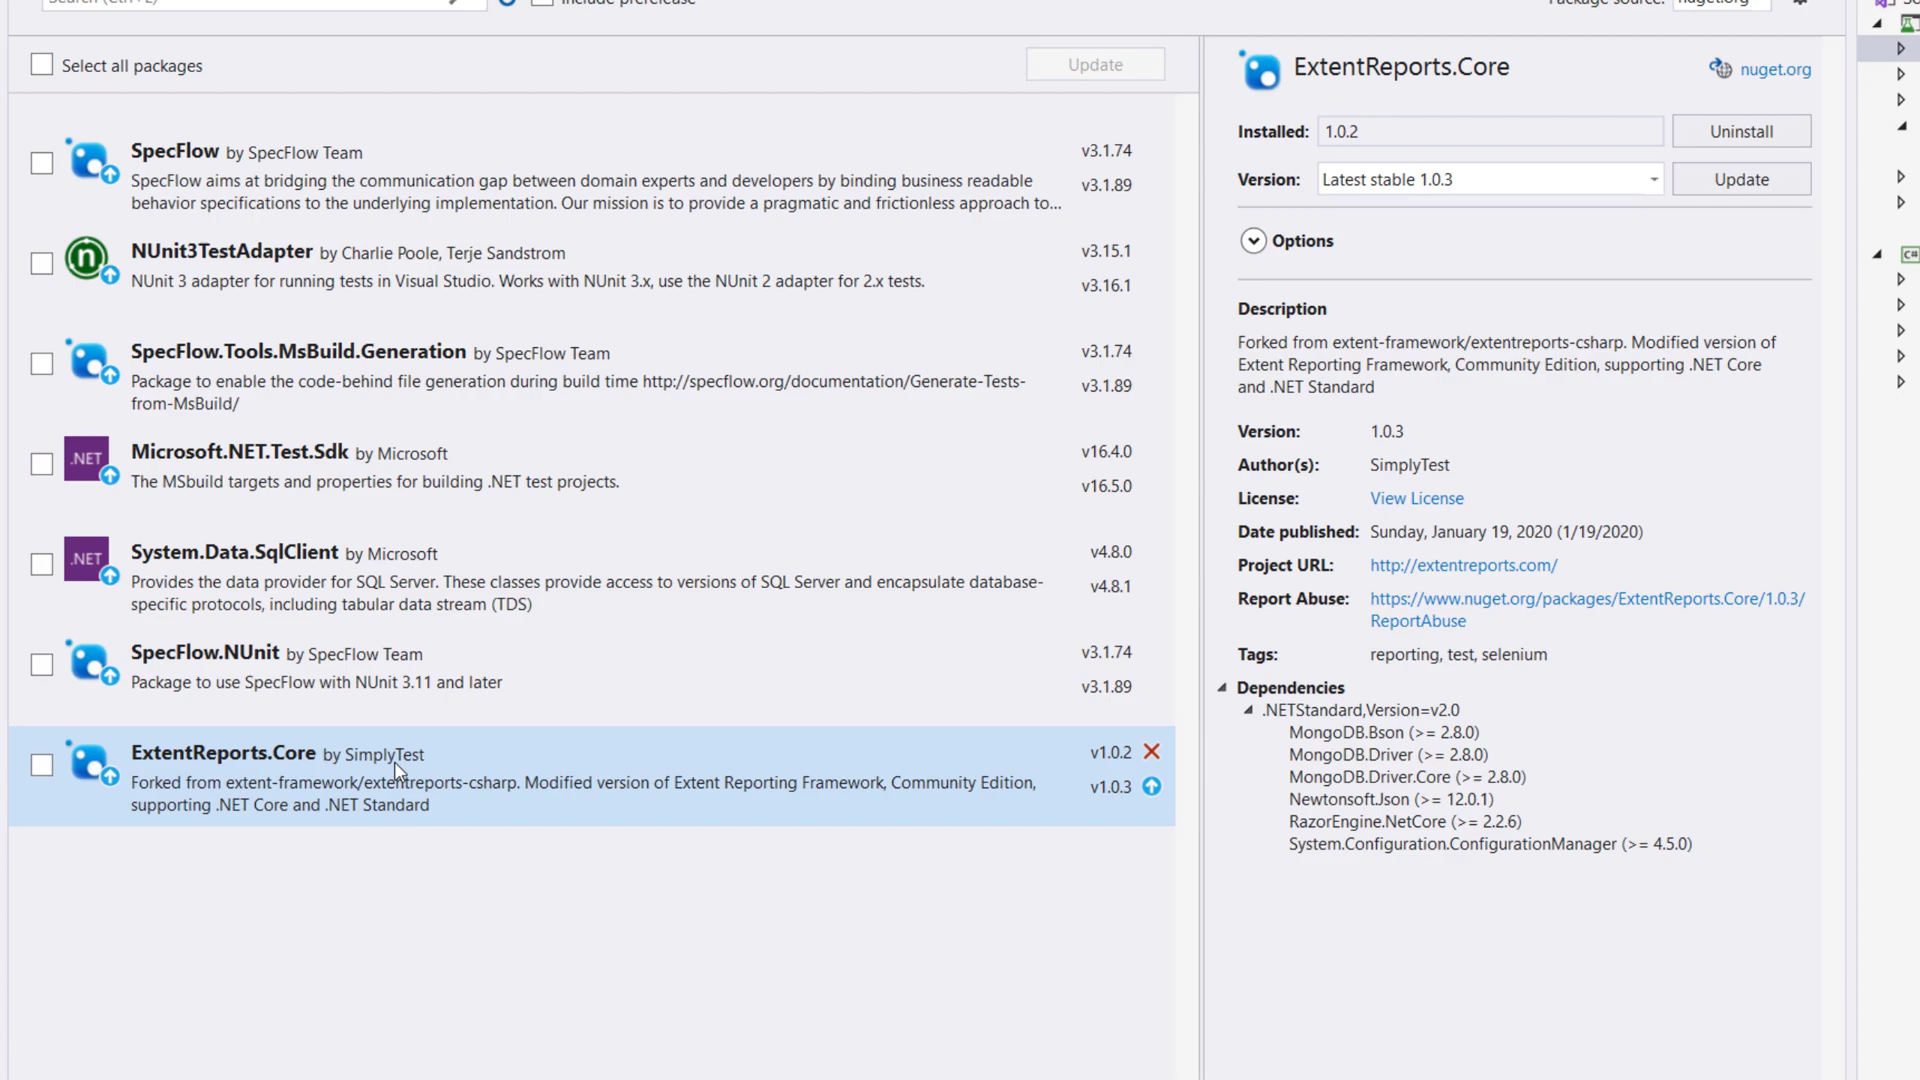 Search (Ctrl+L)
Include prerelease
Package source: nuget.org
Select all packages
Update
SpecFlow by SpecFlow Team
v3.1.74
SpecFlow aims at bridging the communication gap between domain experts and developers by binding business readable
v3.1.89
behavior specifications to the underlying implementation. Our mission is to provide a pragmatic and frictionless approach to...
NUnit3TestAdapter by Charlie Poole, Terje Sandstrom
v3.15.1
NUnit 3 adapter for running tests in Visual Studio. Works with NUnit 3.x, use the NUnit 2 adapter for 2.x tests.
v3.16.1
SpecFlow.Tools.MsBuild.Generation by SpecFlow Team
v3.1.74
Package to enable the code-behind file generation during build time http://specflow.org/documentation/Generate-Tests-
v3.1.89
from-MsBuild/
.NET
Microsoft.NET.Test.Sdk by Microsoft
v16.4.0
The MSbuild targets and properties for building .NET test projects.
v16.5.0
.NET
System.Data.SqlClient by Microsoft
v4.8.0
Provides the data provider for SQL Server. These classes provide access to versions of SQL Server and encapsulate database-
v4.8.1
specific protocols, including tabular data stream (TDS)
SpecFlow.NUnit by SpecFlow Team
v3.1.74
Package to use SpecFlow with NUnit 3.11 and later
v3.1.89
ExtentReports.Core by SimplyTest
v1.0.2
Forked from extent-framework/extentreports-csharp. Modified version of Extent Reporting Framework, Community Edition,
v1.0.3
supporting .NET Core and .NET Standard
ExtentReports.Core
nuget.org
Installed: 1.0.2
Uninstall
Version: Latest stable 1.0.3
Update
Options
Description
Forked from extent-framework/extentreports-csharp. Modified version of
Extent Reporting Framework, Community Edition, supporting .NET Core
and .NET Standard
Version: 1.0.3
Author(s): SimplyTest
License: View License
Date published: Sunday, January 19, 2020 (1/19/2020)
Project URL: http://extentreports.com/
Report Abuse: https://www.nuget.org/packages/ExtentReports.Core/1.0.3/
ReportAbuse
Tags: reporting, test, selenium
Dependencies
.NETStandard,Version=v2.0
MongoDB.Bson (>= 2.8.0)
MongoDB.Driver (>= 2.8.0)
MongoDB.Driver.Core (>= 2.8.0)
Newtonsoft.Json (>= 12.0.1)
RazorEngine.NetCore (>= 2.2.6)
System.Configuration.ConfigurationManager (>= 4.5.0)
C#